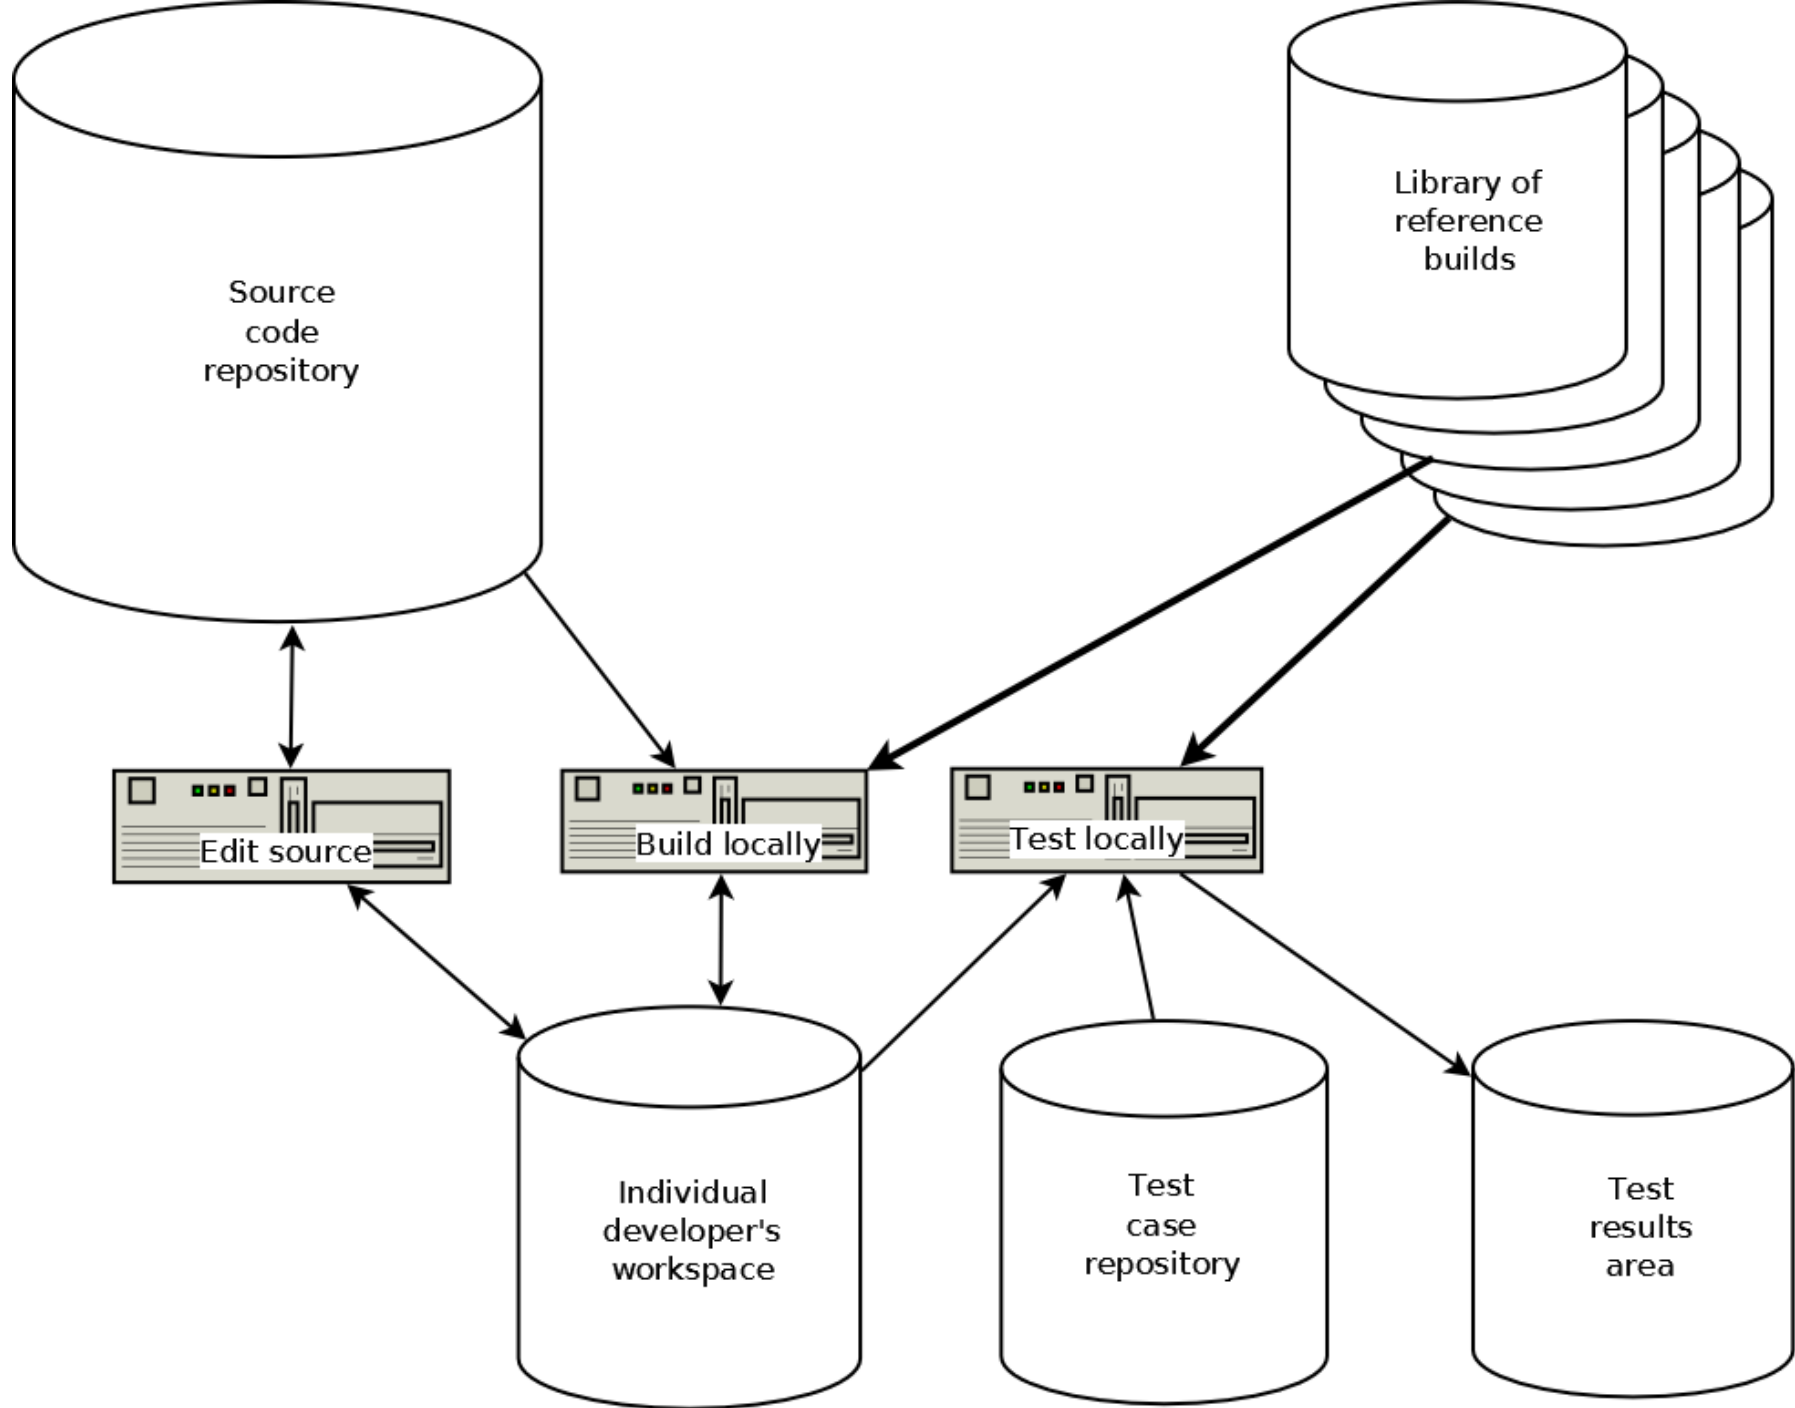 Source
code
repository
Library of
reference
builds
Edit source
Build locally
Test locally
Individual
developer's
workspace
Test
case
repository
Test
results
area